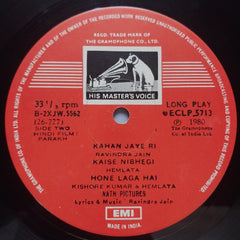 REGD. TRADE MARK OF
THE GRAMOPHONE CO. LTD.
HIS MASTER'S VOICE
33⅓ rpm
LONG PLAY
B-2XJW.5562
ECLP.5713
(26-777)
SIDE TWO
HINDI FILM:
PARAKH
℗ 1980
The Gramophone
Co. of India Ltd.
KAHAN JAYE RI
RAVINDRA JAIN
KAISE NIBHEGI
HEMLATA
HONE LAGA HAI
KISHORE KUMAR & HEMLATA
NATH PICTURES
Lyrics & Music Ravindra Jain
EMI
MADE IN INDIA